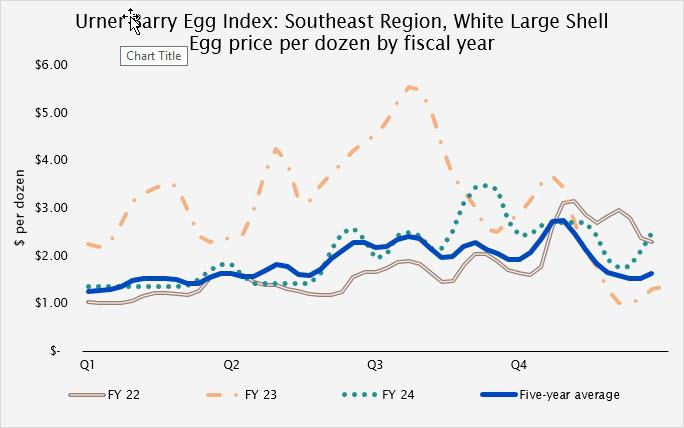 Urner Barry Egg Index: Southeast Region, White Large Shell
Egg price per dozen by fiscal year
Chart Title
$6.00
$5.00
$4.00
$3.00
$2.00
$1.00
$-
$ per dozen
Q1 Q2 Q3 Q4
FY 22 FY 23 FY 24 Five-year average